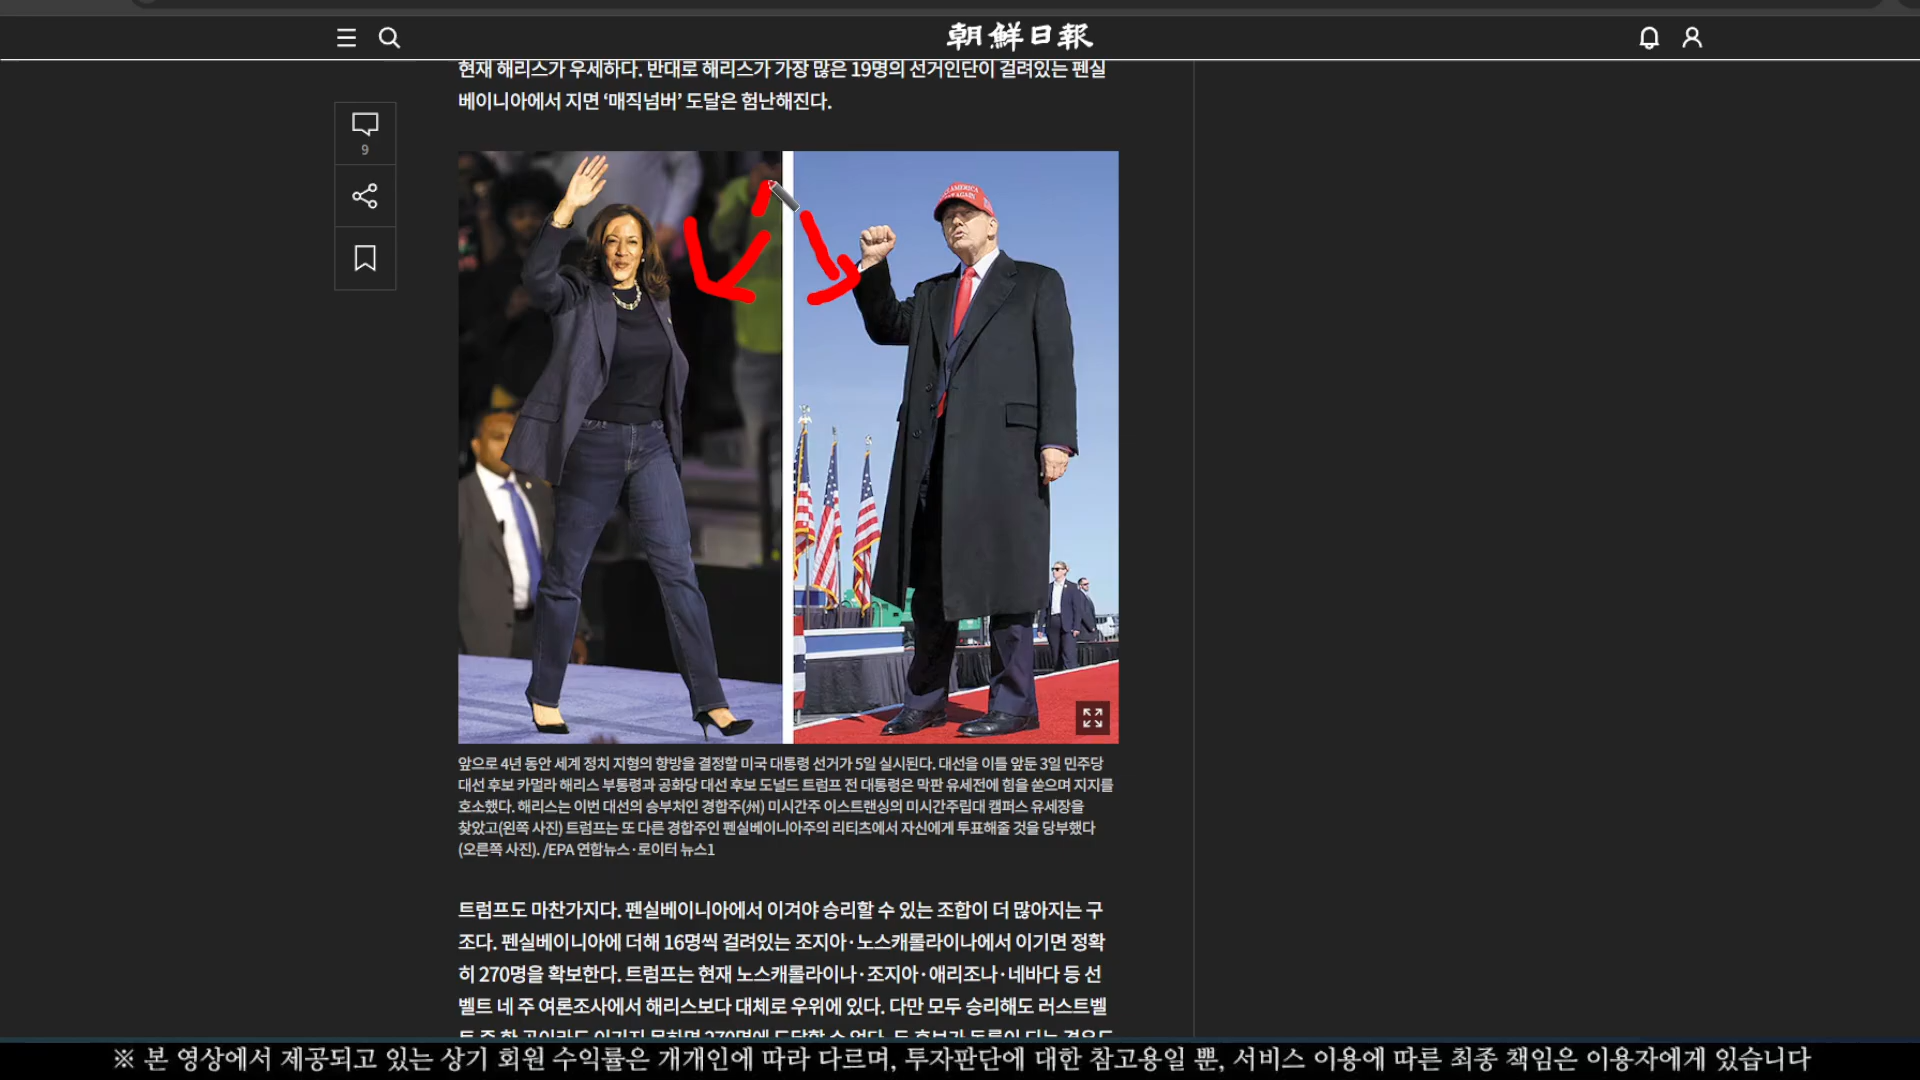 朝鮮日報
현재 해리스가 우세하다. 반대로 해리스가 가장 많은 19명의 선거인단이 걸려있는 펜실
베이니아에서 지면 ‘매직넘버’ 도달은 험난해진다.
9
AMERICA
AGAIN
앞으로 4년 동안 세계 정치 지형의 향방을 결정할 미국 대통령 선거가 5일 실시된다. 대선을 이틀 앞둔 3일 민주당
대선 후보 카멀라 해리스 부통령과 공화당 대선 후보 도널드 트럼프 전 대통령은 막판 유세전에 힘을 쏟으며 지지를
호소했다. 해리스는 이번 대선의 승부처인 경합주(州) 미시간주 이스트랜싱의 미시간주립대 캠퍼스 유세장을
찾았고(왼쪽 사진) 트럼프는 또 다른 경합주인 펜실베이니아주의 리티츠에서 자신에게 투표해줄 것을 당부했다
(오른쪽 사진). /EPA 연합뉴스·로이터 뉴스1
트럼프도 마찬가지다. 펜실베이니아에서 이겨야 승리할 수 있는 조합이 더 많아지는 구
조다. 펜실베이니아에 더해 16명씩 걸려있는 조지아·노스캐롤라이나에서 이기면 정확
히 270명을 확보한다. 트럼프는 현재 노스캐롤라이나·조지아·애리조나·네바다 등 선
벨트 네 주 여론조사에서 해리스보다 대체로 우위에 있다. 다만 모두 승리해도 러스트벨
※ 본 영상에서 제공되고 있는 상기 회원 수익률은 개개인에 따라 다르며, 투자판단에 대한 참고용일 뿐, 서비스 이용에 따른 최종 책임은 이용자에게 있습니다